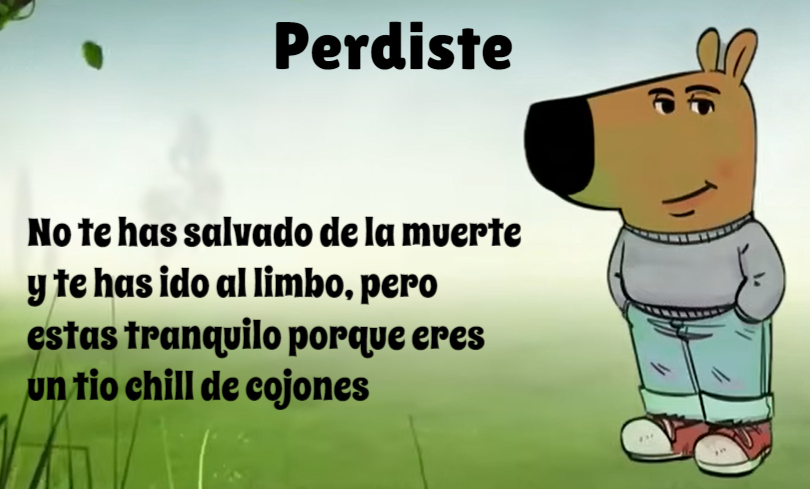 Perdiste
No te has salvado de la muerte
y te has ido al limbo, pero
estas tranquilo porque eres
un tio chill de cojones